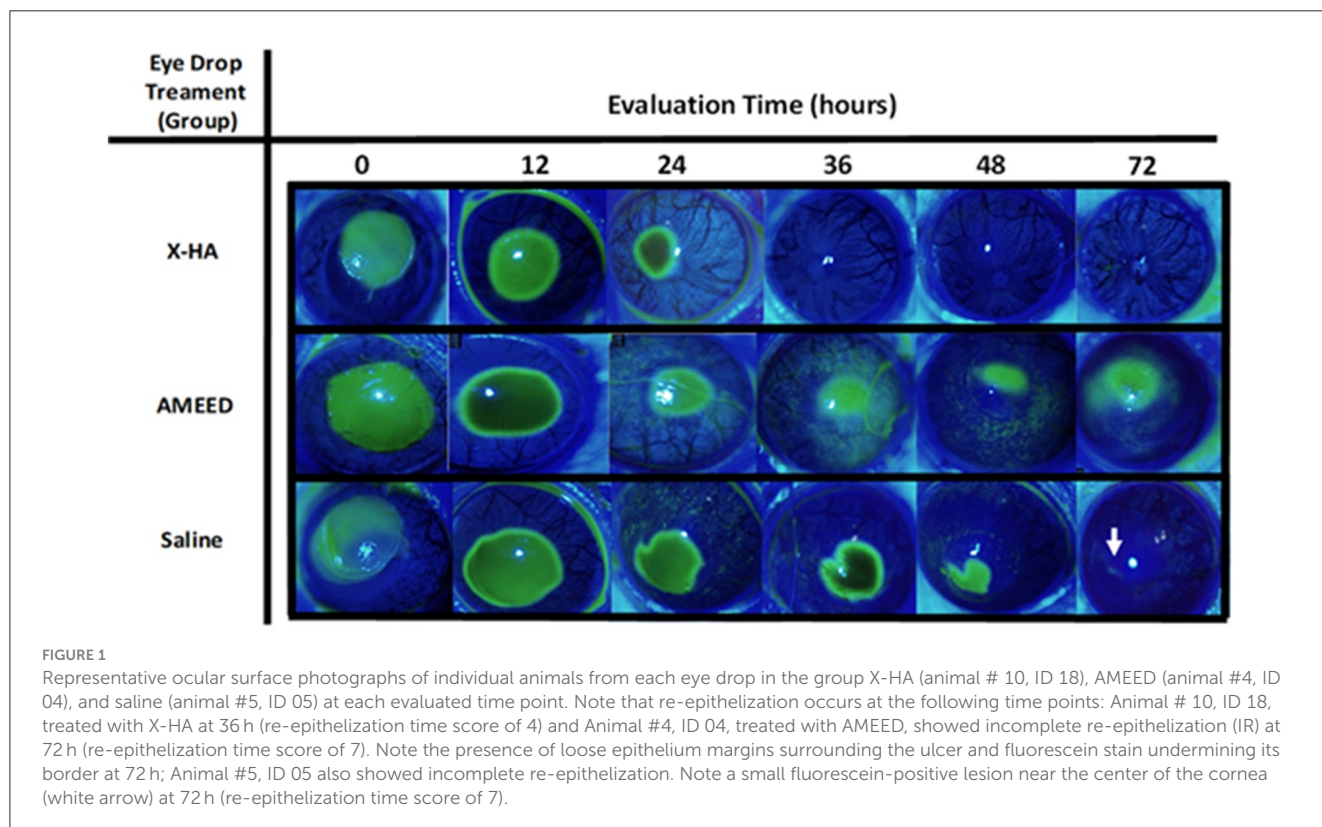 Eye Drop
Treament
(Group)
Evaluation Time (hours)
0 12 24 36 48 72
X-HA
AMEED
Saline
FIGURE 1
Representative ocular surface photographs of individual animals from each eye drop in the group X-HA (animal # 10, ID 18), AMEED (animal #4, ID
04), and saline (animal #5, ID 05) at each evaluated time point. Note that re-epithelization occurs at the following time points: Animal # 10, ID 18,
treated with X-HA at 36 h (re-epithelization time score of 4) and Animal #4, ID 04, treated with AMEED, showed incomplete re-epithelization (IR) at
72 h (re-epithelization time score of 7). Note the presence of loose epithelium margins surrounding the ulcer and fluorescein stain undermining its
border at 72 h; Animal #5, ID 05 also showed incomplete re-epithelization. Note a small fluorescein-positive lesion near the center of the cornea
(white arrow) at 72 h (re-epithelization time score of 7).